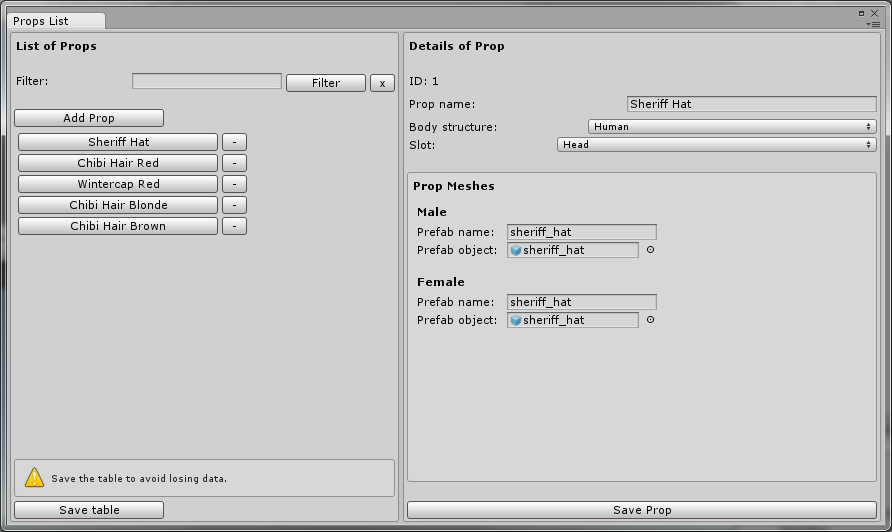 Props List
List of Props
Filter:
Filter
x
Add Prop
Sheriff Hat
-
Chibi Hair Red
-
Wintercap Red
-
Chibi Hair Blonde
-
Chibi Hair Brown
-
Save the table to avoid losing data.
Save table
Details of Prop
ID: 1
Prop name: Sheriff Hat
Body structure: Human
Slot: Head
Prop Meshes
Male
Prefab name: sheriff_hat
Prefab object: sheriff_hat
Female
Prefab name: sheriff_hat
Prefab object: sheriff_hat
Save Prop